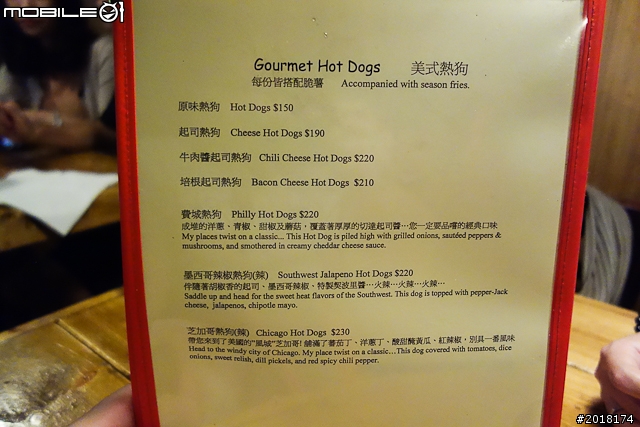 MOBILE01
Gourmet Hot Dogs 美式熱狗
每份皆搭配脆薯 Accompanied with season fries.
原味熱狗 Hot Dogs $150
起司熱狗 Cheese Hot Dogs $190
牛肉醬起司熱狗 Chili Cheese Hot Dogs $220
培根起司熱狗 Bacon Cheese Hot Dogs $210
費城熱狗 Philly Hot Dogs $220
成堆的洋蔥、青椒、甜椒及蘑菇，覆蓋著厚厚的切達起司醬…您一定要品嚐的經典口味
My places twist on a classic... This Hot Dog is piled high with grilled onions, sautéed peppers &
mushrooms, and smothered in creamy cheddar cheese sauce.
墨西哥辣椒熱狗(辣) Southwest Jalapeno Hot Dogs $220
伴隨著胡椒香的起司、墨西哥辣椒、特製契波里醬…火辣…火辣…火辣…
Saddle up and head for the sweet heat flavors of the Southwest. This dog is topped with pepper-Jack
cheese, jalapenos, chipotle mayo.
芝加哥熱狗(辣) Chicago Hot Dogs $230
帶您來到了美國的"風城"芝加哥! 舖滿了蕃茄丁、洋蔥丁、酸甜醃黃瓜、紅辣椒，別具一番風味
Head to the windy city of Chicago. My place twist on a classic…This dog covered with tomatoes, dice
onions, sweet relish, dill pickels, and red spicy chili pepper.
#2018174